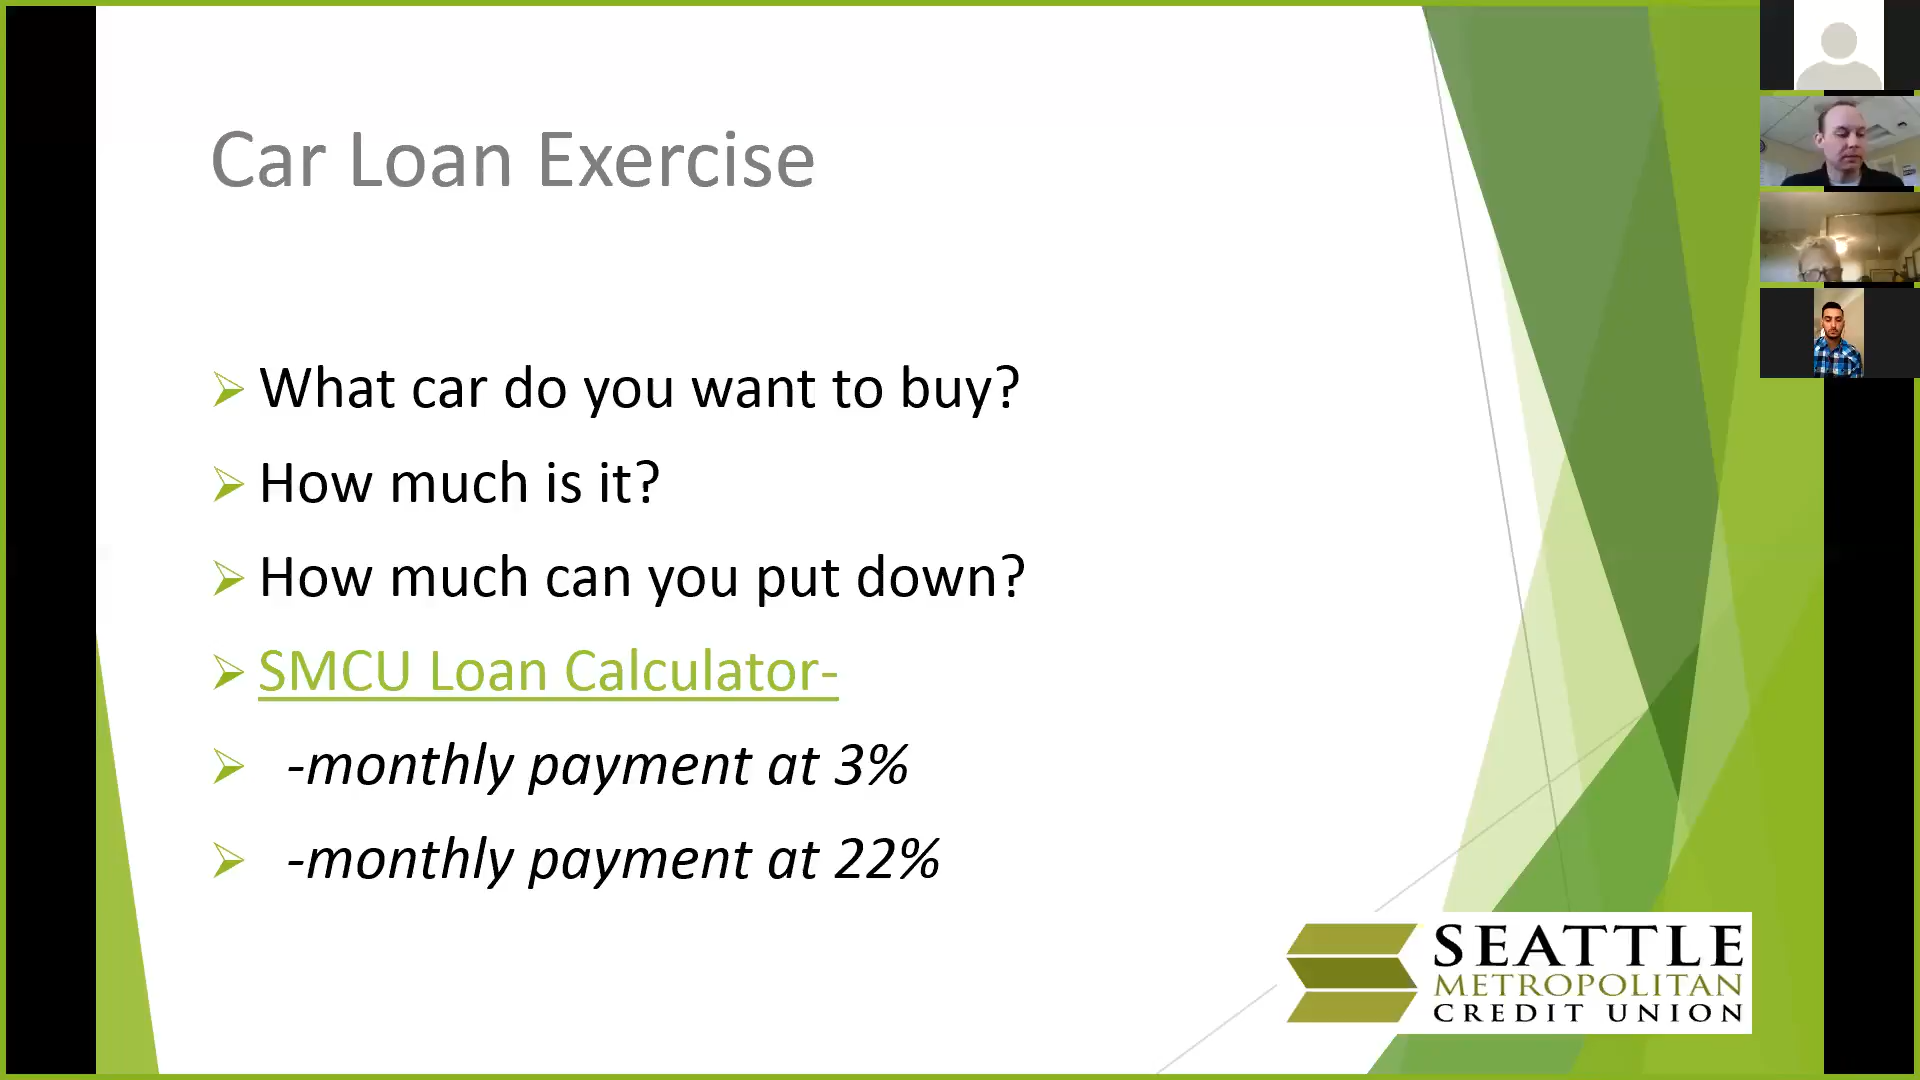 Car Loan Exercise
What car do you want to buy?
How much is it?
How much can you put down?
SMCU Loan Calculator-
-monthly payment at 3%
-monthly payment at 22%
SEATTLE
METROPOLITAN
CREDIT UNION